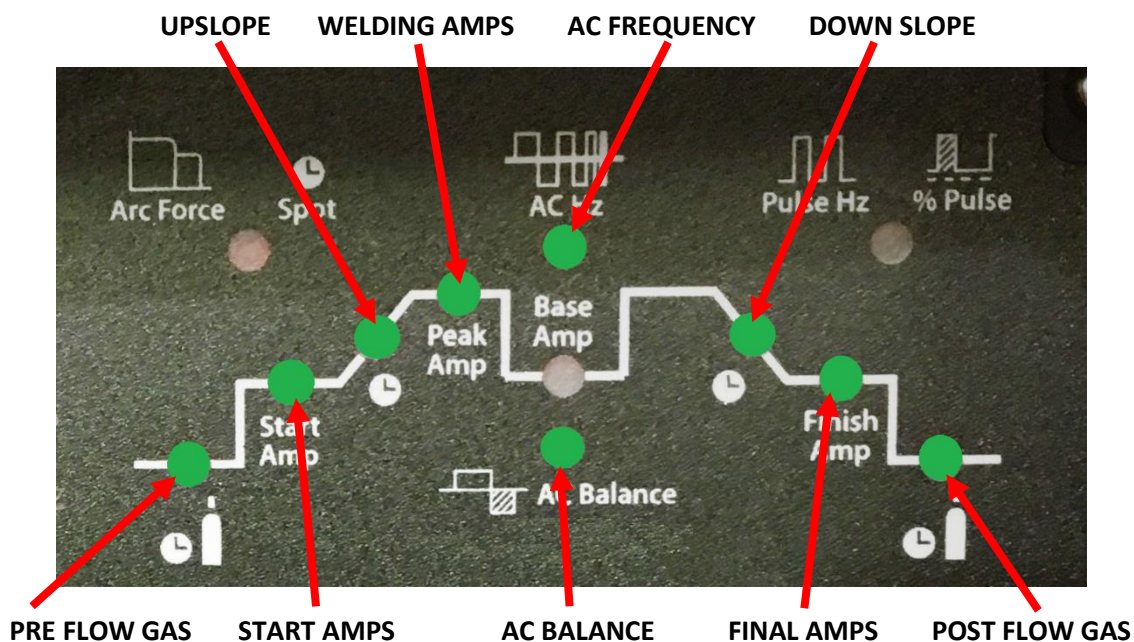 UPSLOPE WELDING AMPS AC FREQUENCY DOWN SLOPE
Arc Force Spot AC Hz Pulse Hz % Pulse
Base
Amp
Peak
Amp
Start
Amp
Finish
Amp
AC Balance
PRE FLOW GAS START AMPS AC BALANCE FINAL AMPS POST FLOW GAS